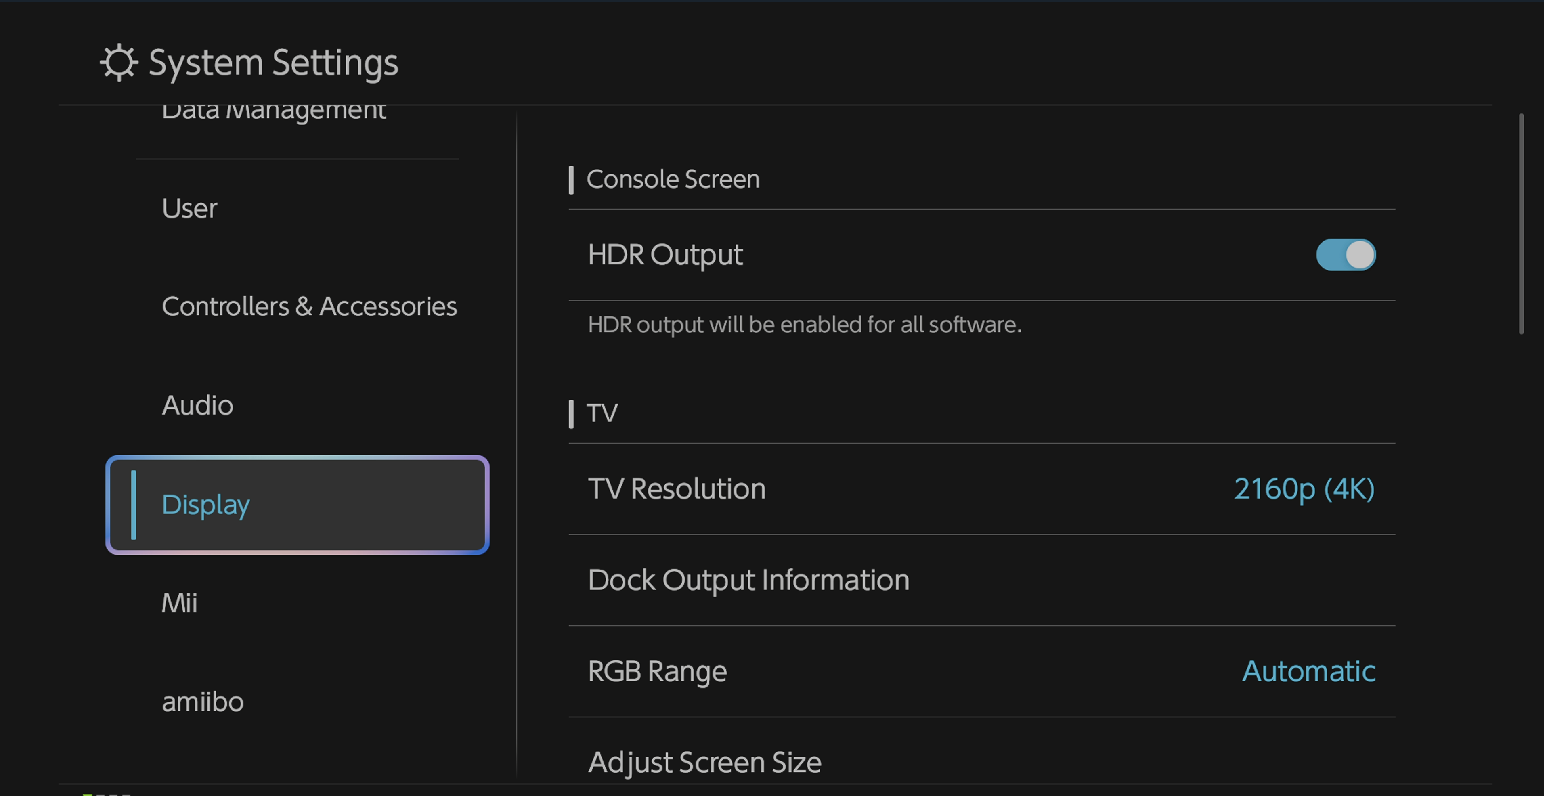 System Settings
Data Management
User
Controllers & Accessories
Audio
Display
Mii
amiibo
Console Screen
HDR Output
HDR output will be enabled for all software.
TV
TV Resolution 2160p (4K)
Dock Output Information
RGB Range Automatic
Adjust Screen Size